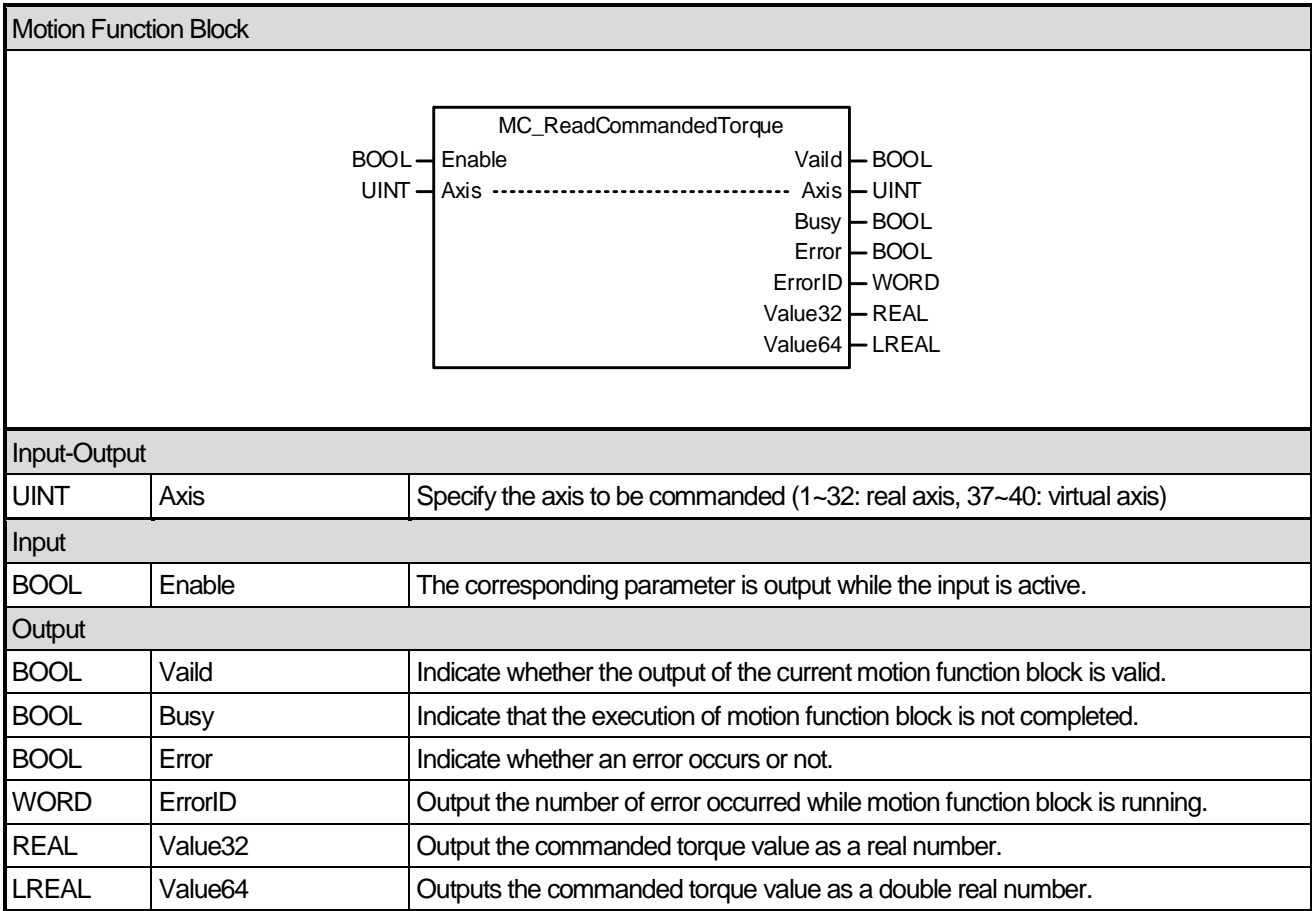 Motion Function Block
MC_ReadCommandedTorque
BOOL Enable Vaild BOOL
UINT Axis Axis UINT
Busy BOOL
Error BOOL
ErrorID WORD
Value32 REAL
Value64 LREAL
Input-Output
UINT Axis Specify the axis to be commanded (1~32: real axis, 37~40: virtual axis)
Input
BOOL Enable The corresponding parameter is output while the input is active.
Output
BOOL Vaild Indicate whether the output of the current motion function block is valid.
BOOL Busy Indicate that the execution of motion function block is not completed.
BOOL Error Indicate whether an error occurs or not.
WORD ErrorID Output the number of error occurred while motion function block is running.
REAL Value32 Output the commanded torque value as a real number.
LREAL Value64 Outputs the commanded torque value as a double real number.